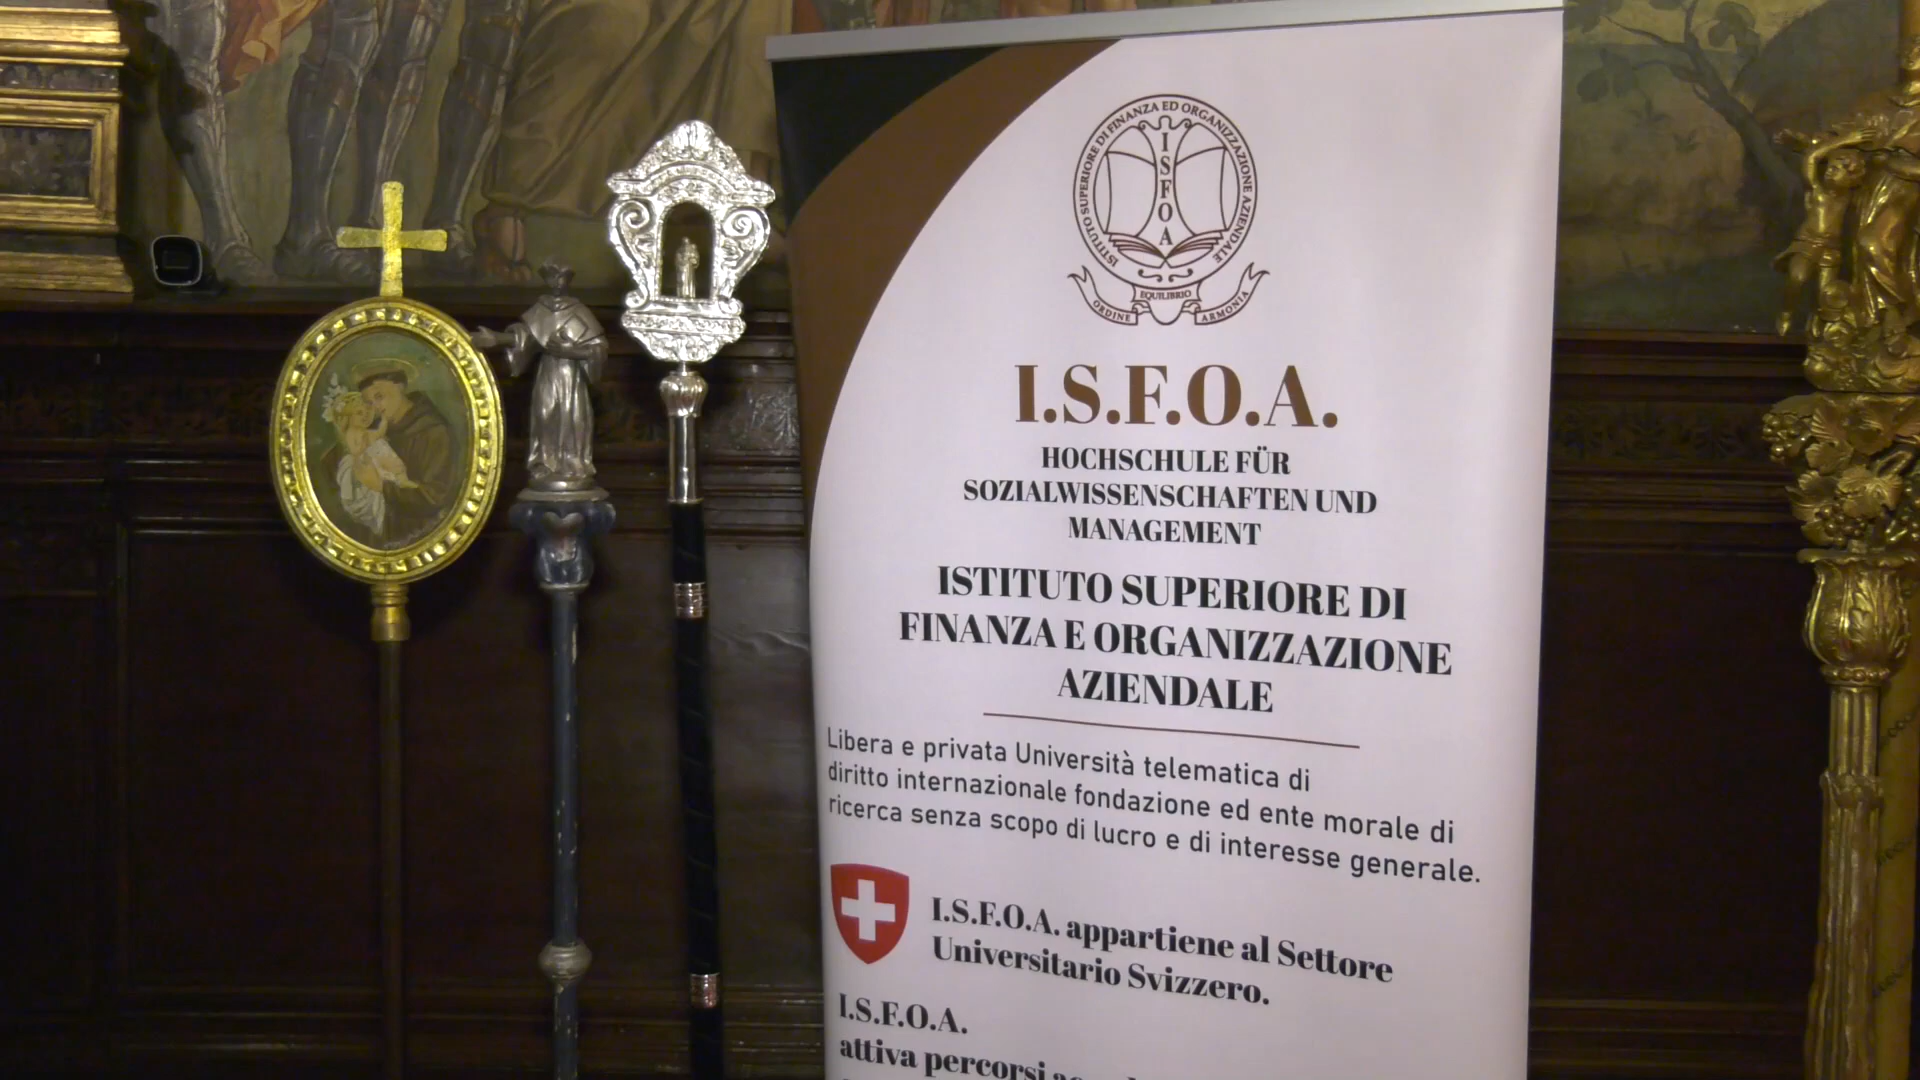 ISTITUTO SUPERIORE DI FINANZA ED ORGANIZZAZIONE AZIENDALE
ISFOA
EQUILIBRIO
ORDINE
ARMONIA
I.S.F.O.A.
HOCHSCHULE FÜR
SOZIALWISSENSCHAFTEN UND
MANAGEMENT
ISTITUTO SUPERIORE DI
FINANZA E ORGANIZZAZIONE
AZIENDALE
Libera e privata Università telematica di
diritto internazionale fondazione ed ente morale di
ricerca senza scopo di lucro e di interesse generale.
I.S.F.O.A. appartiene al Settore
Universitario Svizzero.
I.S.F.O.A.
attiva percorsi